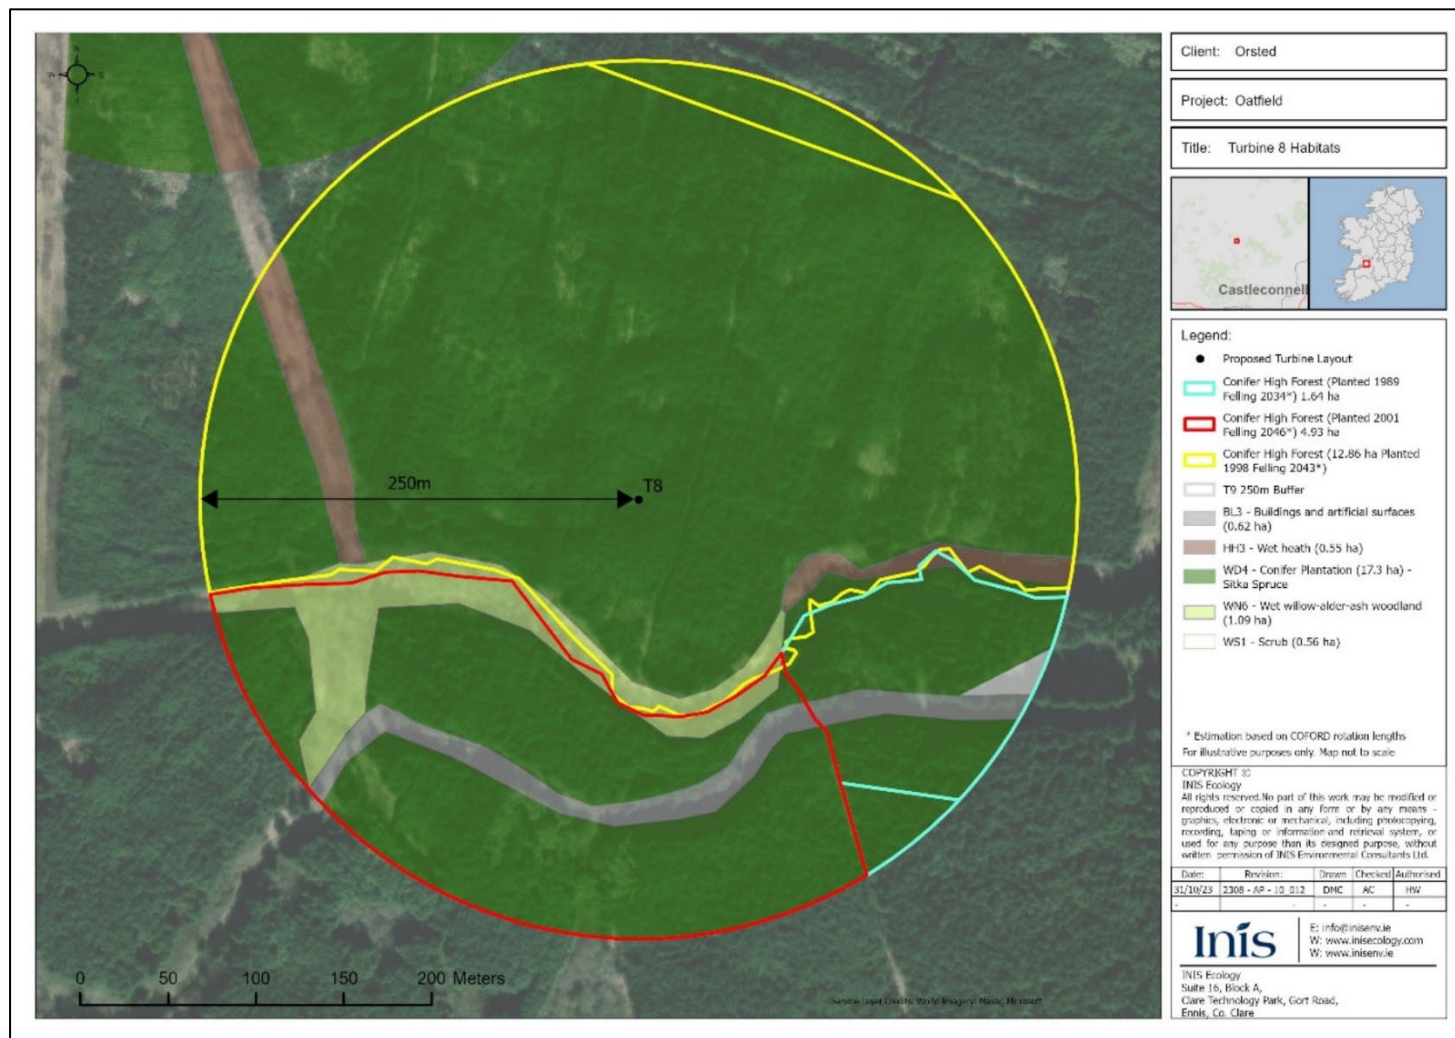 Client: Orsted
Project: Oatfield
Title: Turbine 8 Habitats
Castleconnell
250m
T8
Legend:
Proposed Turbine Layout
Conifer High Forest (Planted 1989
Felling 2034*) 1.64 ha
Conifer High Forest (Planted 2001
Felling 2046*) 4.93 ha
Conifer High Forest (12.86 ha Planted
1998 Felling 2043*)
T9 250m Buffer
BL3 - Buildings and artificial surfaces
(0.62 ha)
HH3 - Wet heath (0.55 ha)
WD4 - Conifer Plantation (17.3 ha) -
Sitka Spruce
WN6 - Wet willow-alder-ash woodland
(1.09 ha)
WS1 - Scrub (0.56 ha)
* Estimation based on COFORD rotation lengths
For illustrative purposes only. Map not to scale
COPYRIGHT ©
INIS Ecology
All rights reserved.No part of this work may be modified or
reproduced or copied in any form or by any means -
graphics, electronic or mechanical, including photocopying,
recording, taping or information and retrieval system, or
used for any purpose than its designed purpose, without
written permission of INIS Environmental Consultants Ltd.
Date: Revision: Drawn Checked Authorised
31/10/23 2308 - AP - 10_012 DMC AC HW
- - - - -
Inis
E: info@inisenv.ie
W: www.inisecology.com
W: www.inisenv.ie
INIS Ecology
Suite 16, Block A,
Clare Technology Park, Gort Road,
Ennis, Co. Clare
0 50 100 150 200 Meters
Service Layer Credits: World Imagery: Maxar, Microsoft